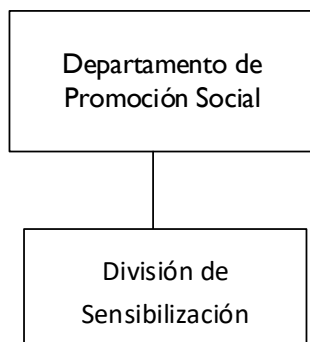 Departamento de
Promoción Social
División de
Sensibilización